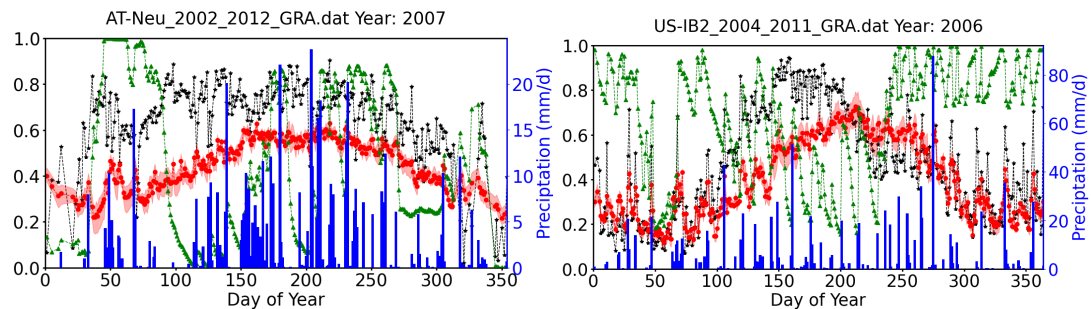 AT-Neu_2002_2012_GRA.dat Year: 2007
1.0
0.8
0.6
0.4
0.2
0.0
20
15
10
5
0
Preciptation (mm/d)
0 50 100 150 200 250 300 350
Day of Year
US-IB2_2004_2011_GRA.dat Year: 2006
1.0
0.8
0.6
0.4
0.2
0.0
80
60
40
20
0
Preciptation (mm/d)
0 50 100 150 200 250 300 350
Day of Year